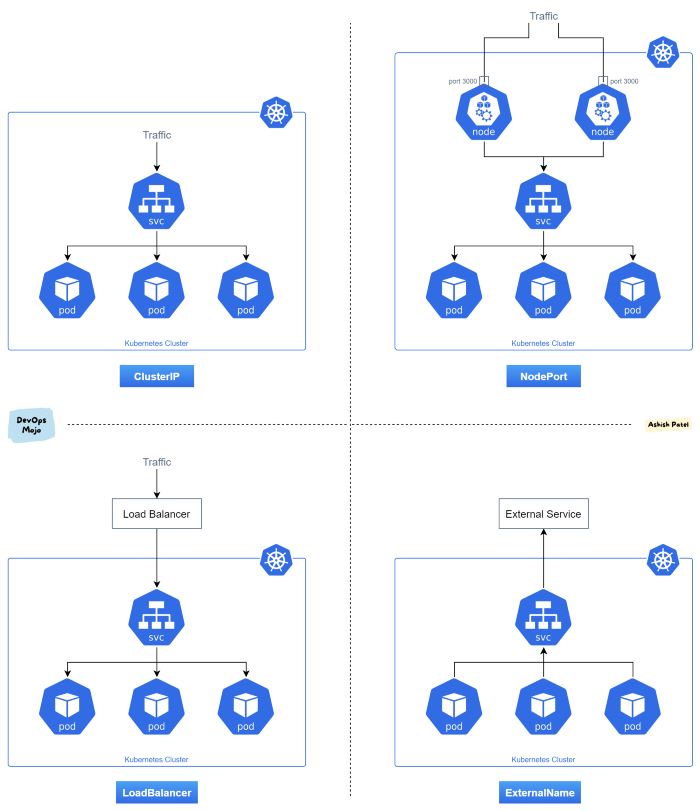 Traffic
svc
pod
pod
pod
Kubernetes Cluster
ClusterIP
Traffic
port 3000
port 3000
node
node
svc
pod
pod
pod
Kubernetes Cluster
NodePort
DevOps
Mojo
Ashish Patel
Traffic
Load Balancer
svc
pod
pod
pod
Kubernetes Cluster
LoadBalancer
External Service
svc
pod
pod
pod
Kubernetes Cluster
ExternalName